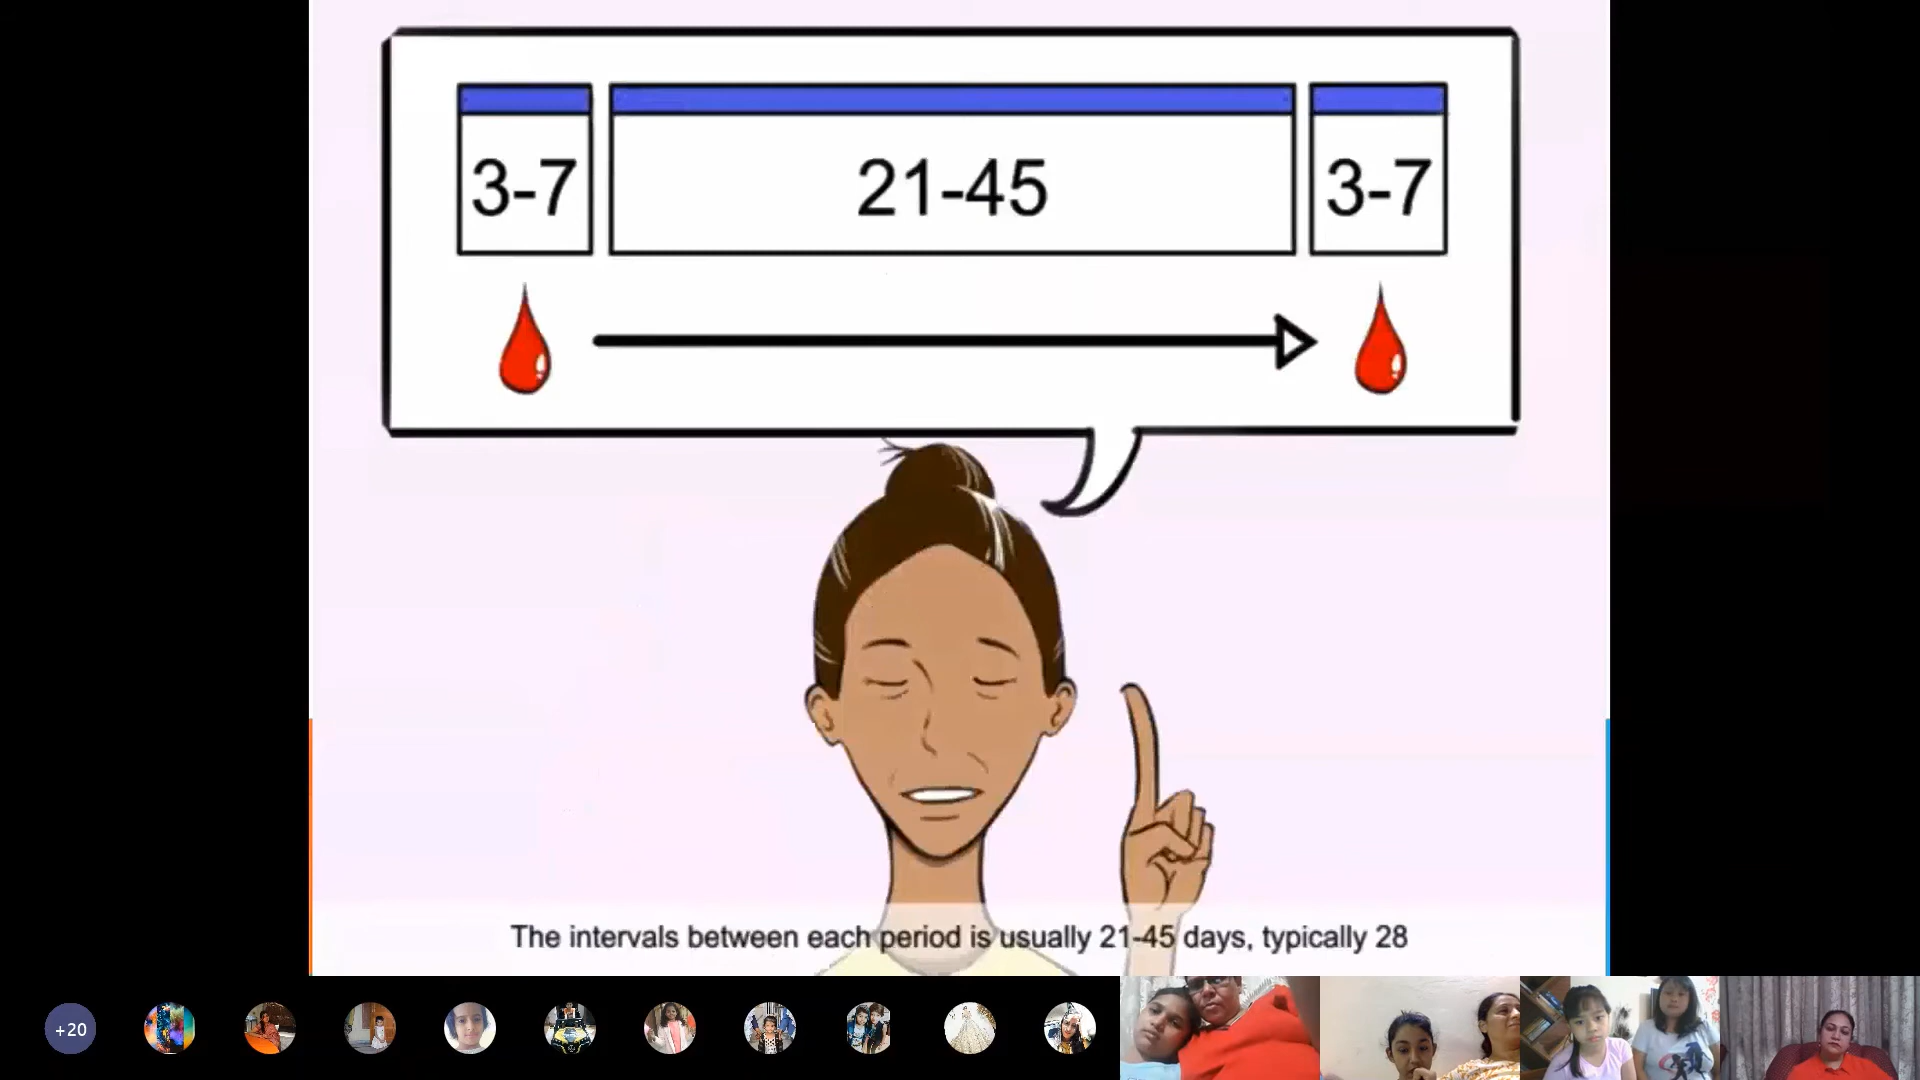 3-7
21-45
3-7
The intervals between each period is usually 21-45 days, typically 28
+20